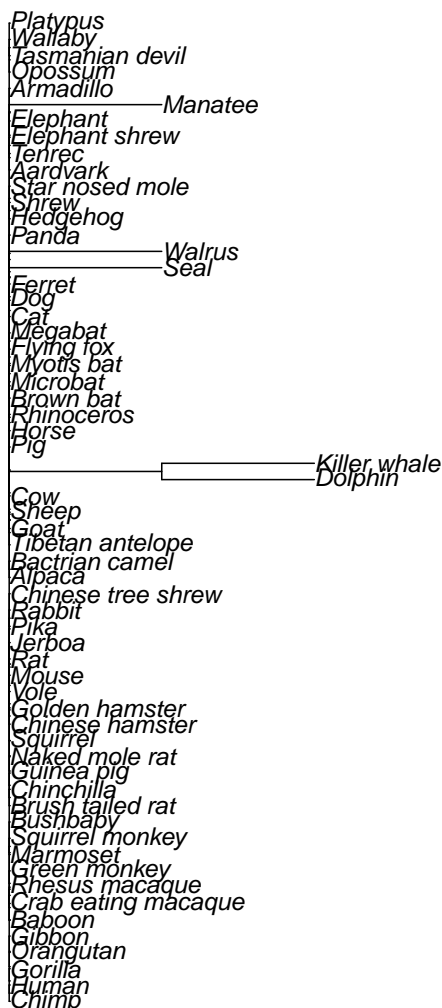 Platypus
Wallaby
Tasmanian devil
Opossum
Armadillo
Manatee
Elephant
Elephant shrew
Tenrec
Aardvark
Star nosed mole
Shrew
Hedgehog
Panda
Walrus
Seal
Ferret
Dog
Cat
Megabat
Flying fox
Myotis bat
Microbat
Brown bat
Rhinoceros
Horse
Pig
Killer whale
Dolphin
Cow
Sheep
Goat
Tibetan antelope
Bactrian camel
Alpaca
Chinese tree shrew
Rabbit
Pika
Jerboa
Rat
Mouse
Vole
Golden hamster
Chinese hamster
Squirrel
Naked mole rat
Guinea pig
Chinchilla
Brush tailed rat
Bushbaby
Squirrel monkey
Marmoset
Green monkey
Rhesus macaque
Crab eating macaque
Baboon
Gibbon
Orangutan
Gorilla
Human
Chimp